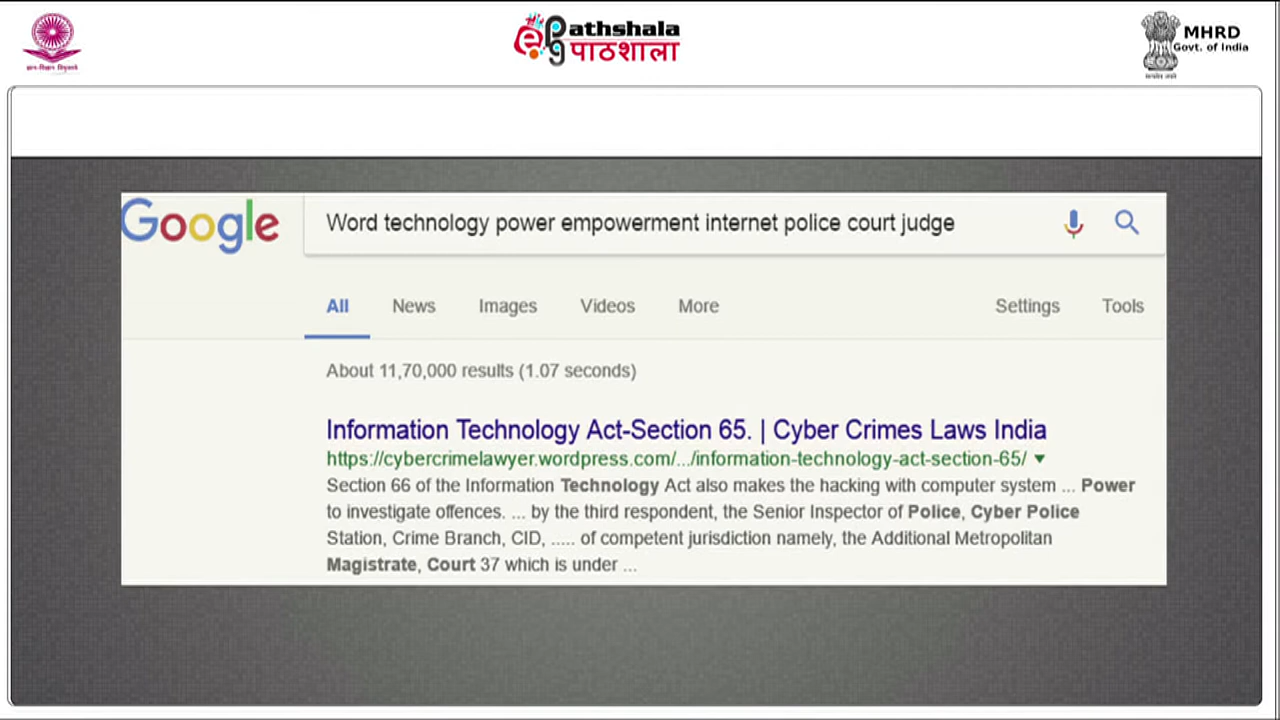 ePathshala
पाठशाला
MHRD
Govt. of India
Google
Word technology power empowerment internet police court judge
All News Images Videos More Settings Tools
About 11,70,000 results (1.07 seconds)
Information Technology Act-Section 65. | Cyber Crimes Laws India
https://cybercrimelawyer.wordpress.com/.../information-technology-act-section-65/
Section 66 of the Information Technology Act also makes the hacking with computer system ... Power
to investigate offences. ... by the third respondent, the Senior Inspector of Police, Cyber Police
Station, Crime Branch, CID, ..... of competent jurisdiction namely, the Additional Metropolitan
Magistrate, Court 37 which is under ...